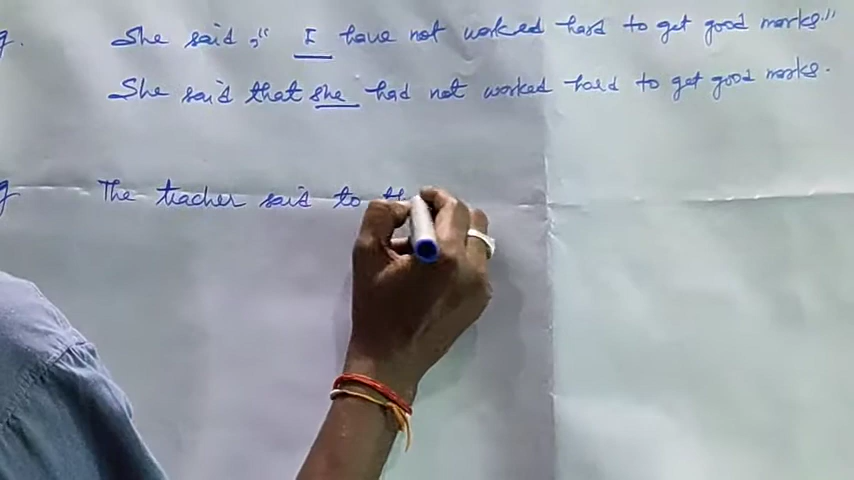 g. She said," I have not worked hard to get good marks."
She said that she had not worked hard to get good marks.
g The teacher said to th